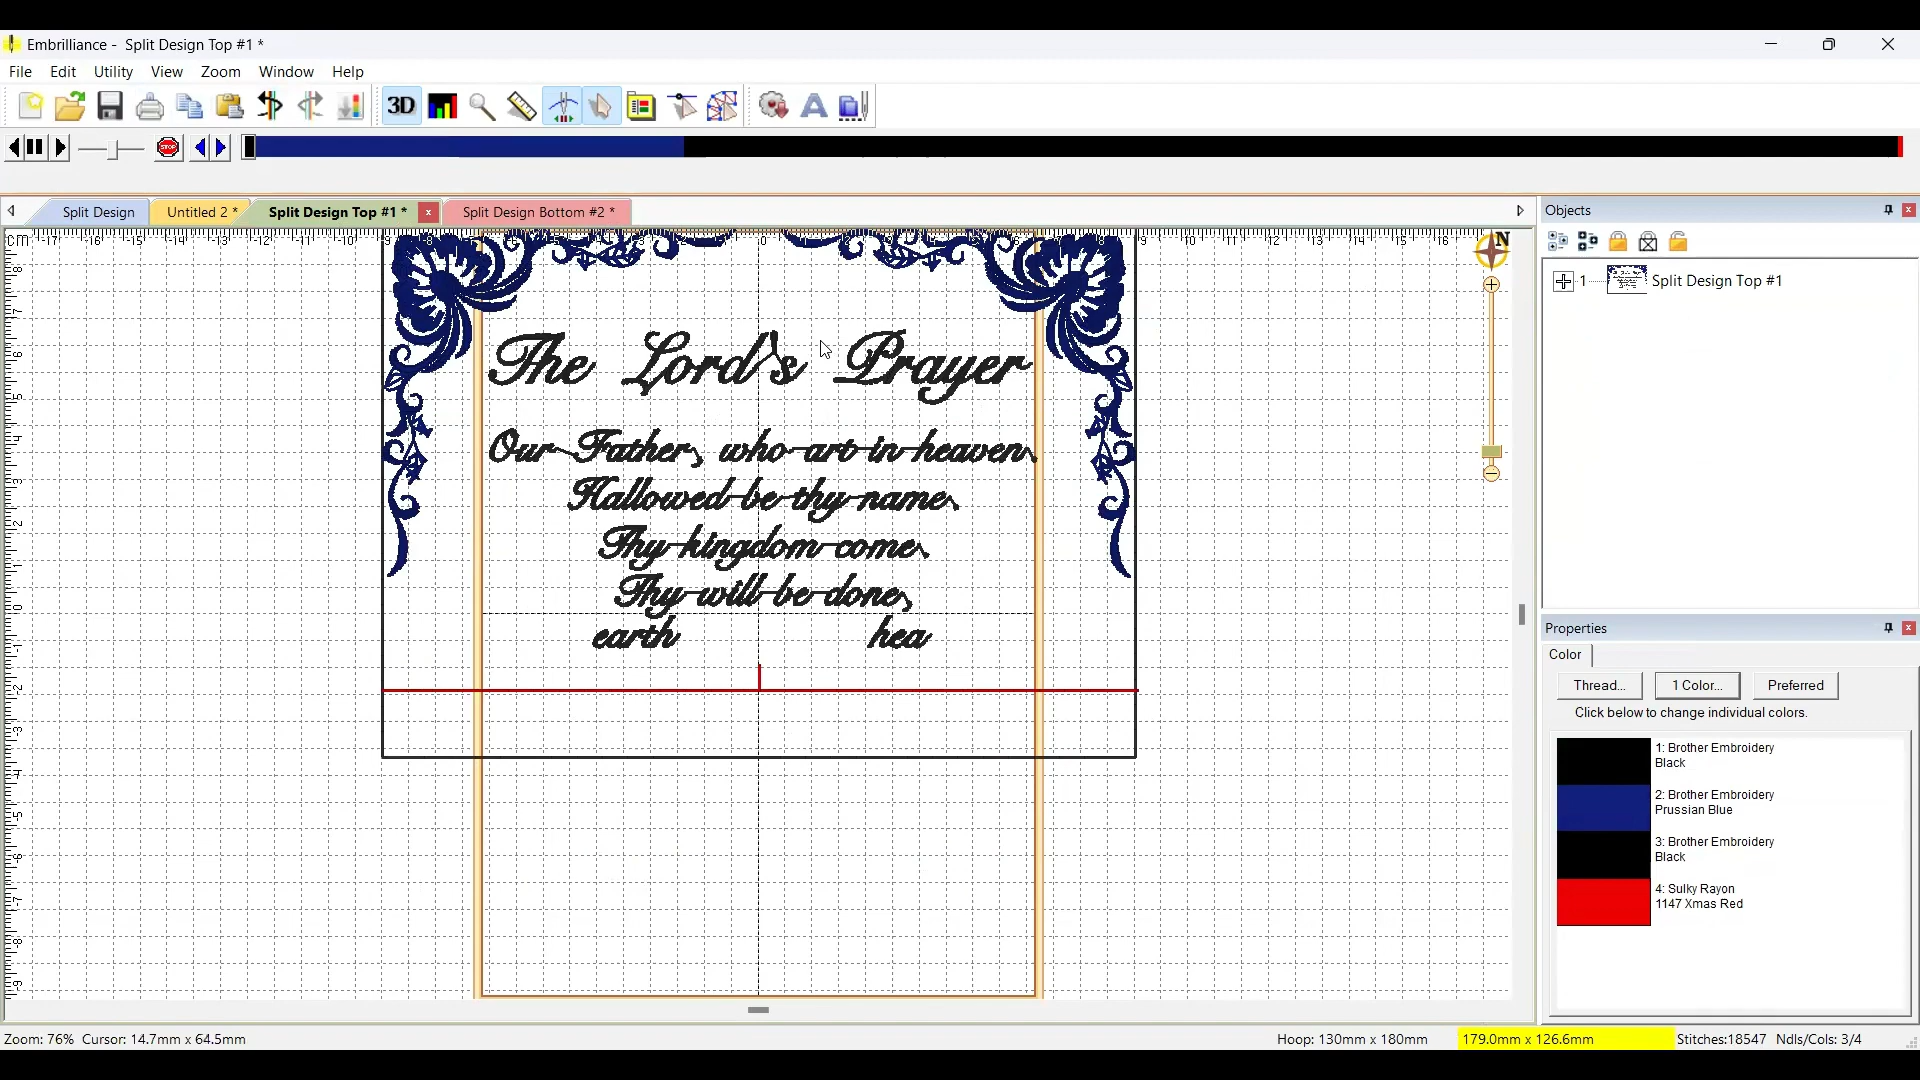 Embrilliance - Split Design Top #1 *
File Edit Utility View Zoom Window Help
3D
STOP
Split Design Untitled 2 * Split Design Top #1 * Split Design Bottom #2 *
Objects
cm
N
1 Split Design Top #1
The Lord's Prayer
Our Father, who art in heaven,
Hallowed be thy name,
Thy kingdom come,
Thy will be done,
earth hea
Properties
Color
Thread... 1 Color... Preferred
Click below to change individual colors.
1: Brother Embroidery
Black
2: Brother Embroidery
Prussian Blue
3: Brother Embroidery
Black
4: Sulky Rayon
1147 Xmas Red
Zoom: 76% Cursor: 14.7mm x 64.5mm Hoop: 130mm x 180mm 179.0mm x 126.6mm Stitches:18547 Ndls/Cols: 3/4